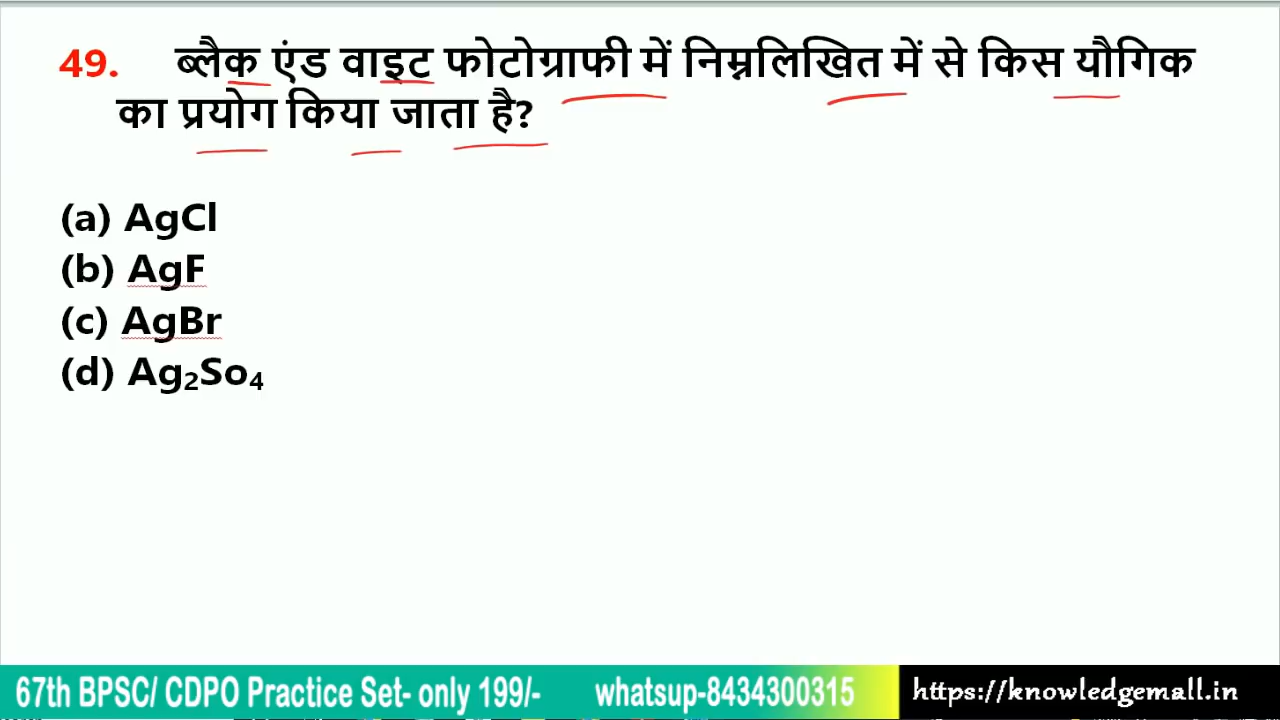 49. ब्लैक एंड वाइट फोटोग्राफी में निम्नलिखित में से किस यौगिक
का प्रयोग किया जाता है?
(a) AgCl
(b) AgF
(c) AgBr
(d) Ag₂So₄
67th BPSC/ CDPO Practice Set- only 199/- whatsup-8434300315 https://knowledgemall.in